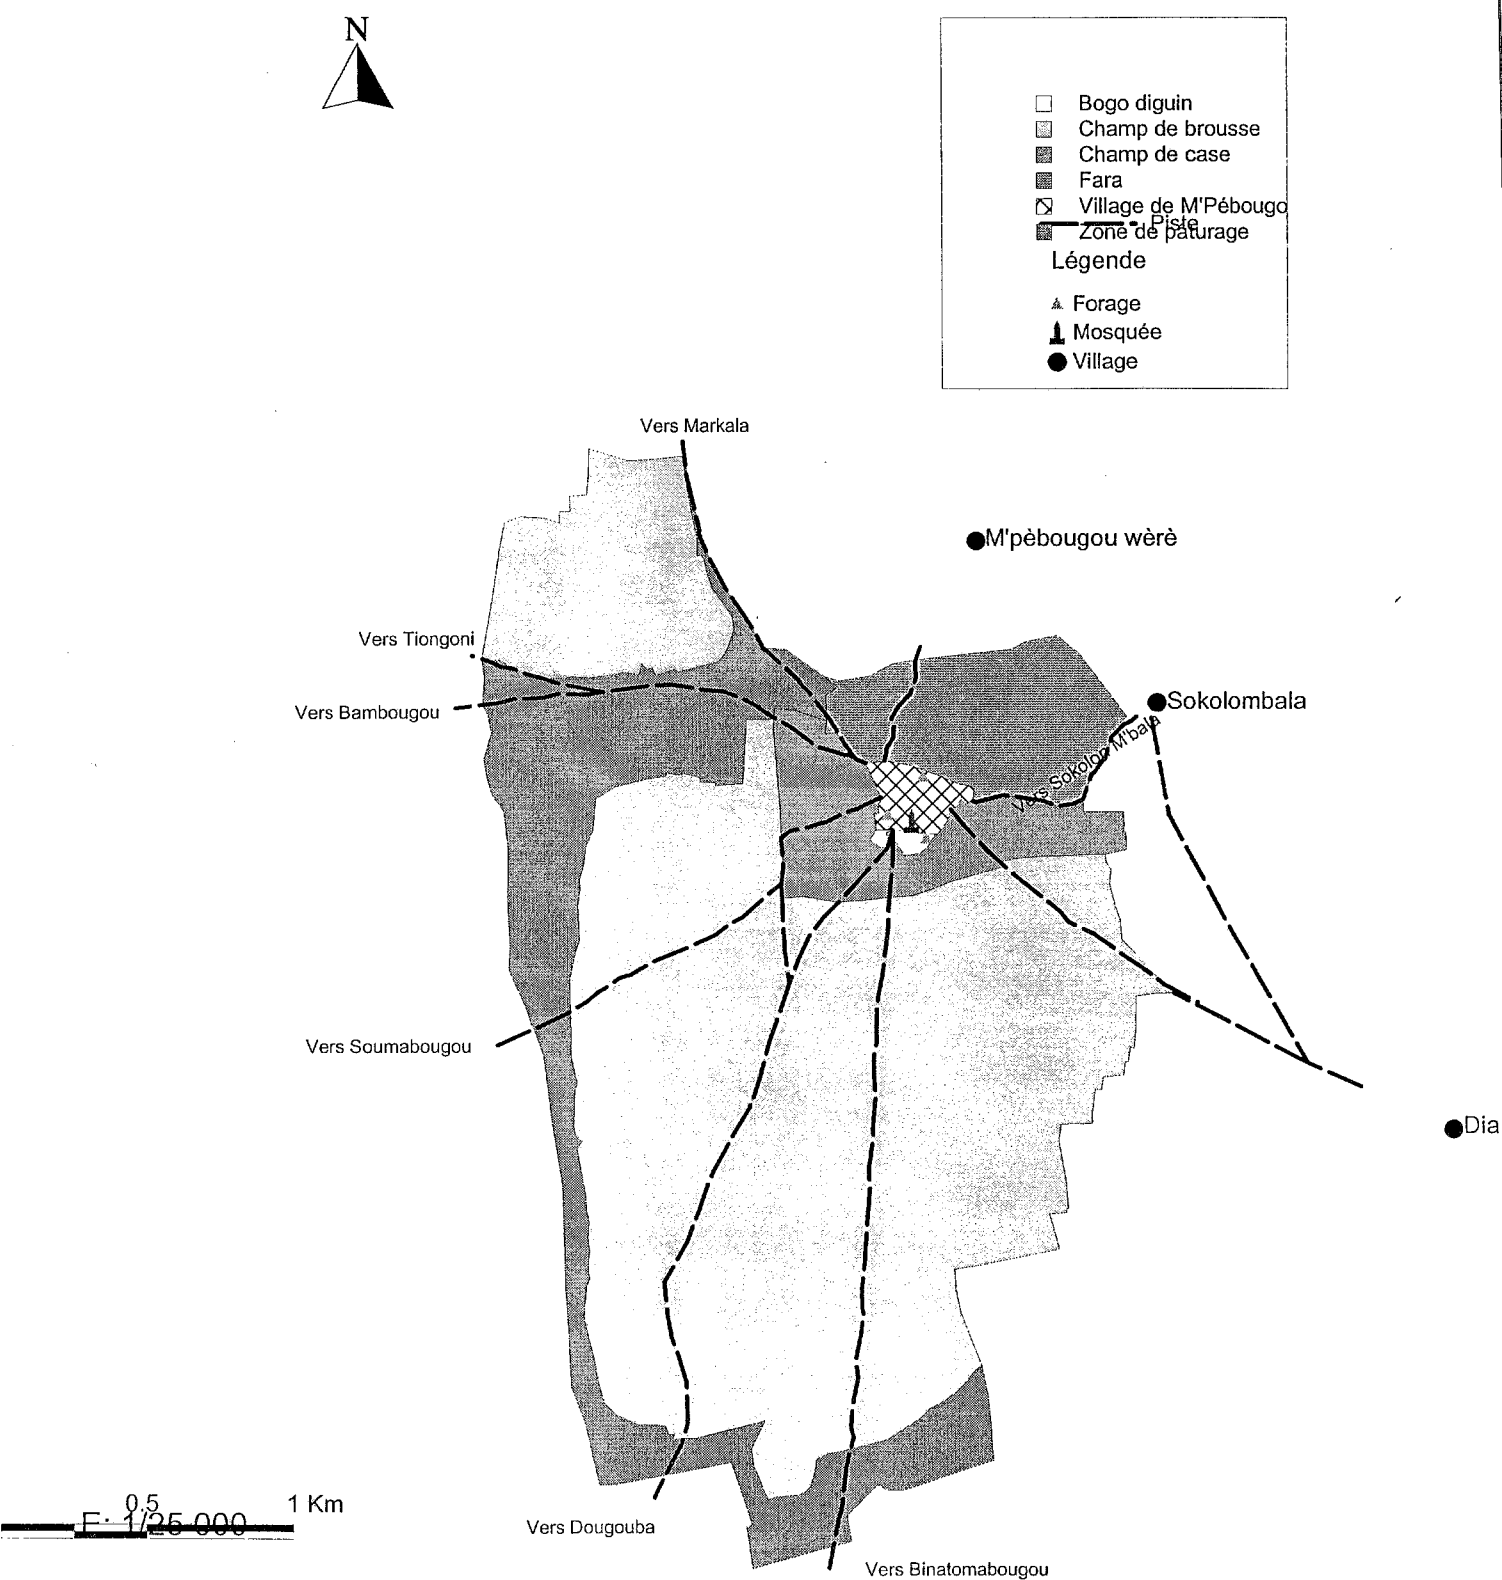 N
Bogo diguin
Champ de brousse
Champ de case
Fara
Village de M'Pébougo
Piste
Zone de paturage
Légende
Forage
Mosquée
Village
Vers Markala
M'pèbougou wèrè
Vers Tiongoni
Sokolombala
Vers Bambougou
Vers Sokolon M'bala
Vers Soumabougou
Dia
0.5
1 Km
E: 1/25 000
Vers Dougouba
Vers Binatomabougou